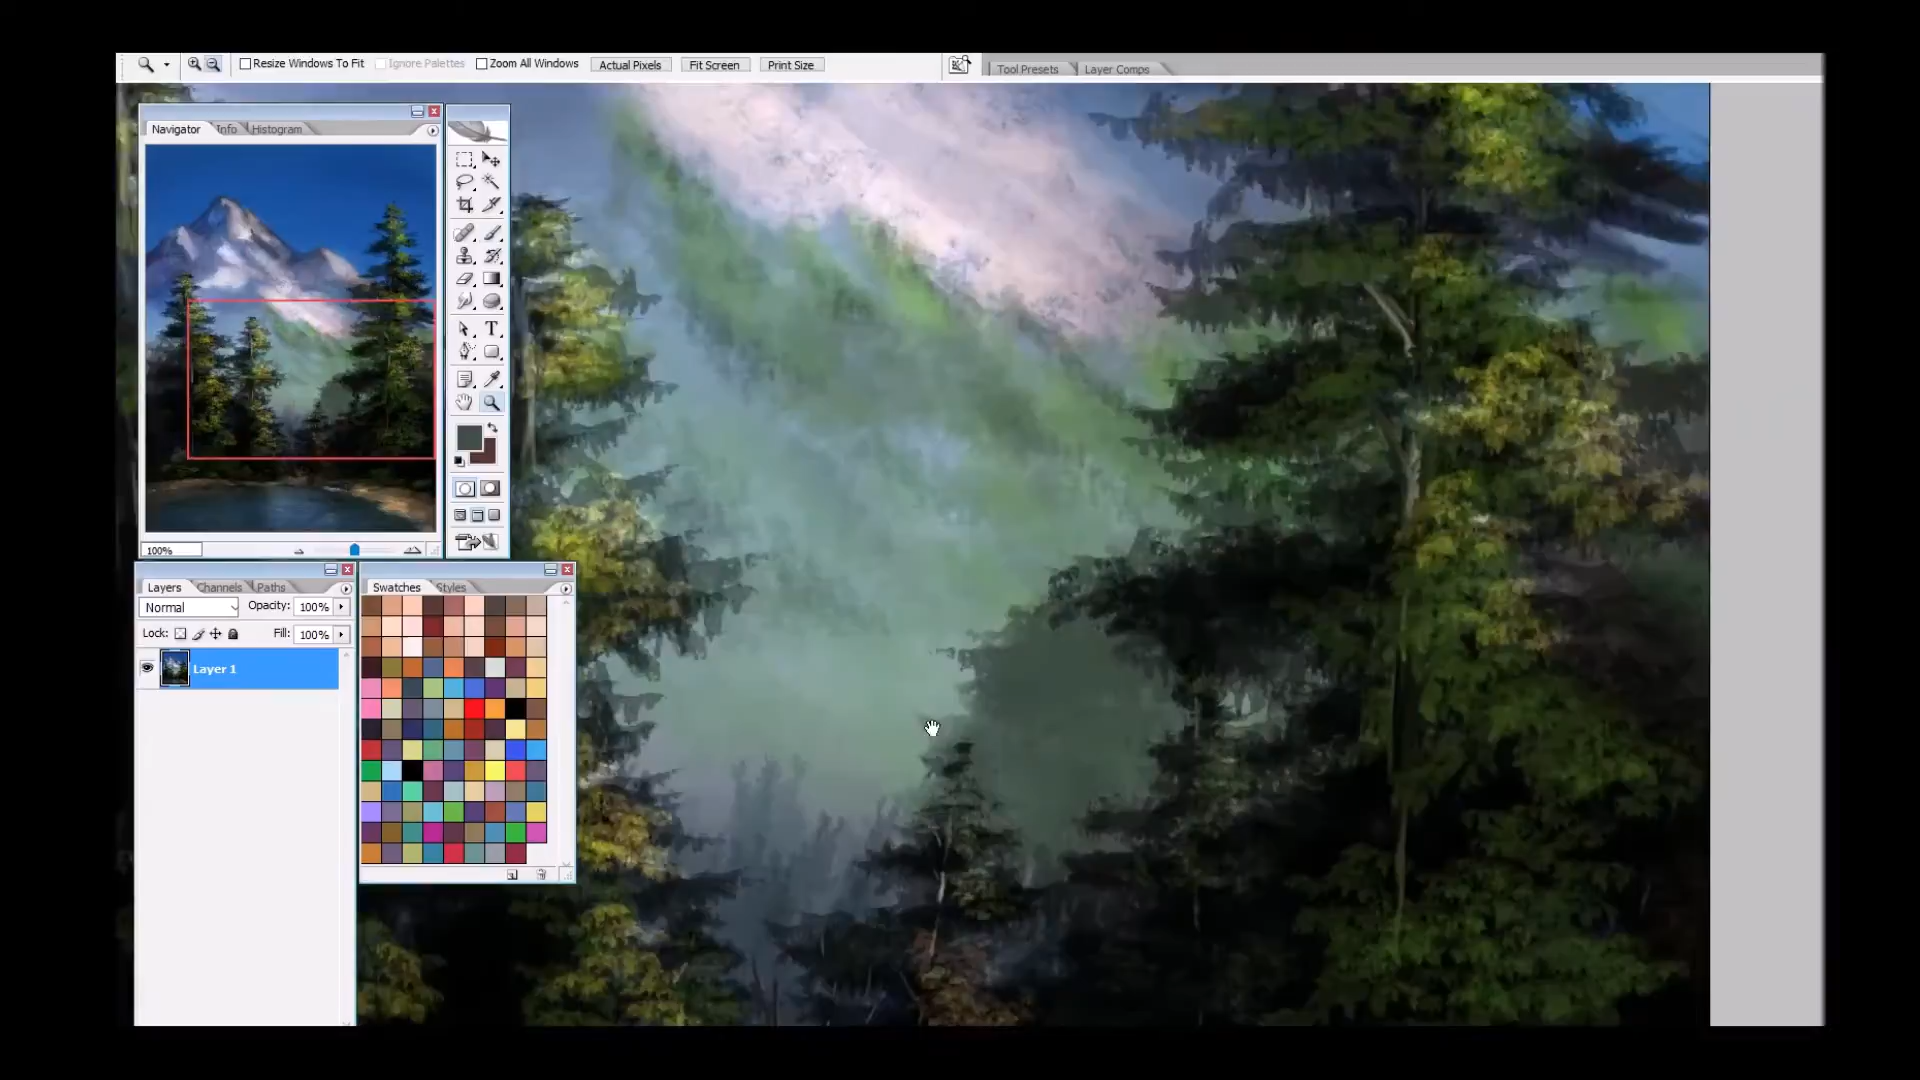 Resize Windows To Fit Ignore Palettes Zoom All Windows Actual Pixels Fit Screen Print Size Tool Presets Layer Comps
Navigator Info Histogram
T
100%
Layers Channels Paths
Normal Opacity: 100%
Lock: Fill: 100%
Layer 1
Swatches Styles